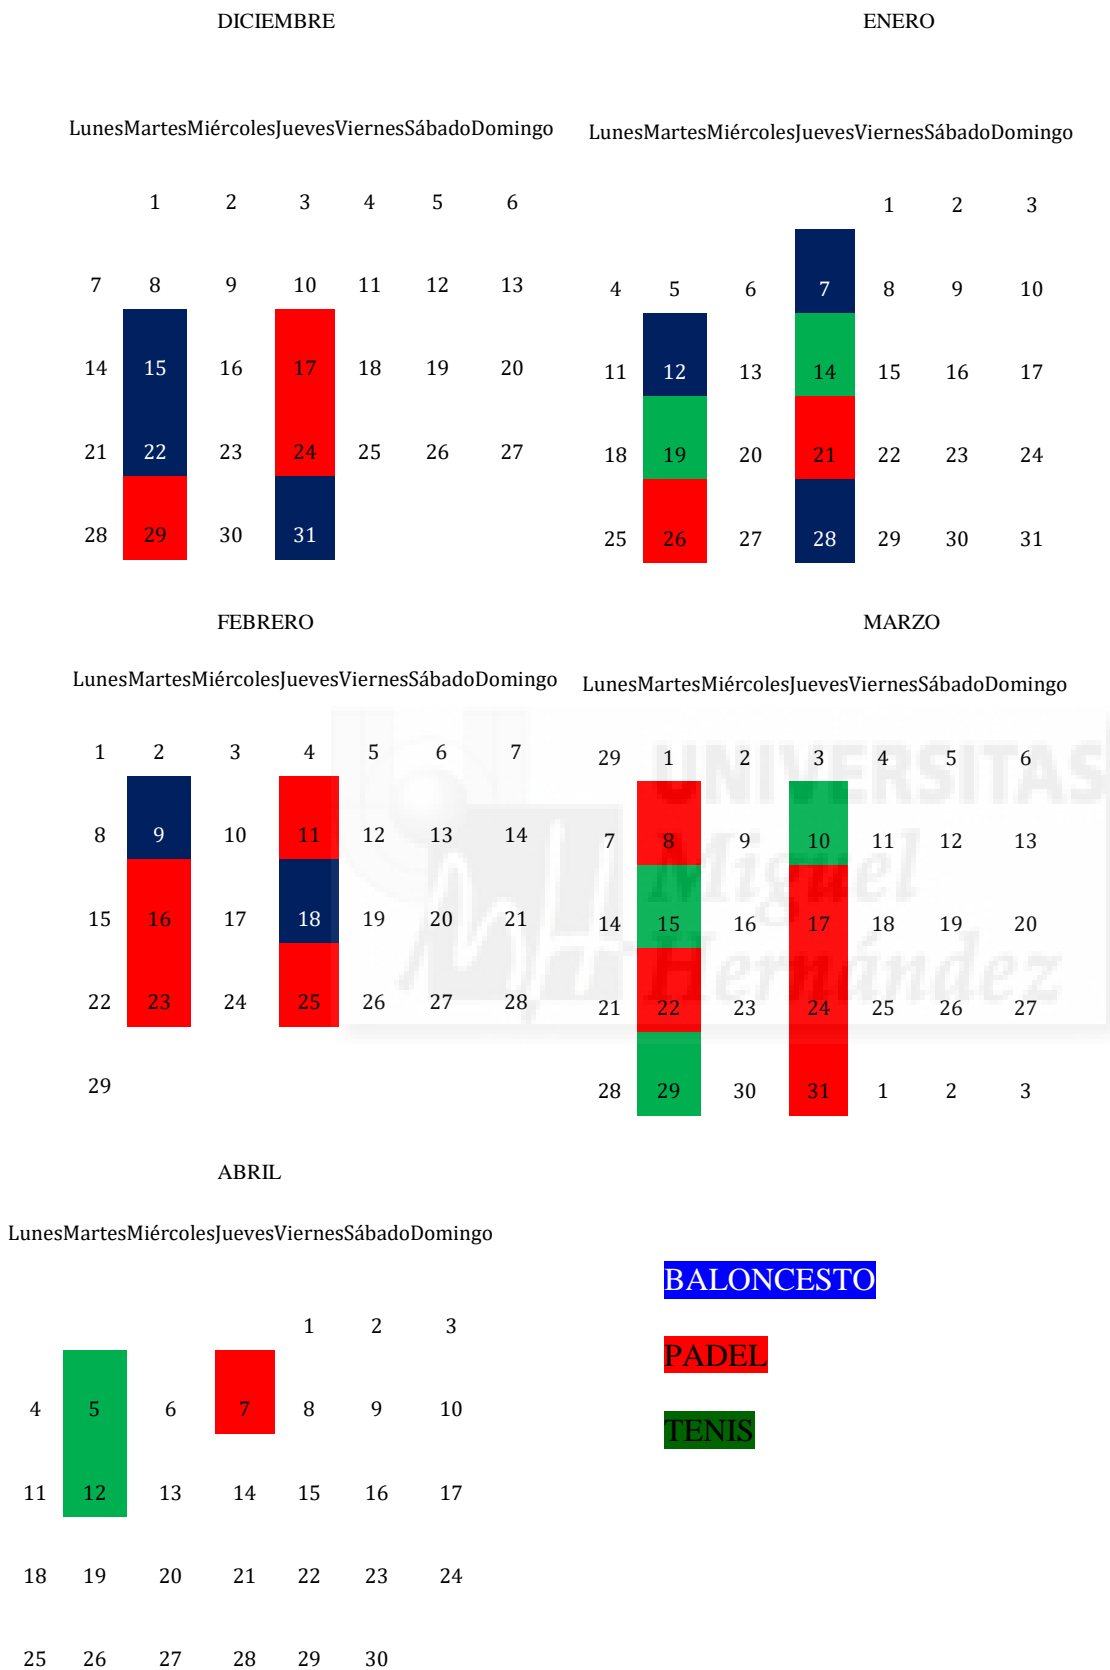 DICIEMBRE
LunesMartesMiércolesJuevesViernesSábadoDomingo
1 2 3 4 5 6
7 8 9 10 11 12 13
14 15 16 17 18 19 20
21 22 23 24 25 26 27
28 29 30 31
ENERO
LunesMartesMiércolesJuevesViernesSábadoDomingo
1 2 3
4 5 6 7 8 9 10
11 12 13 14 15 16 17
18 19 20 21 22 23 24
25 26 27 28 29 30 31
FEBRERO
LunesMartesMiércolesJuevesViernesSábadoDomingo
1 2 3 4 5 6 7
8 9 10 11 12 13 14
15 16 17 18 19 20 21
22 23 24 25 26 27 28
29
MARZO
LunesMartesMiércolesJuevesViernesSábadoDomingo
29 1 2 3 4 5 6
7 8 9 10 11 12 13
14 15 16 17 18 19 20
21 22 23 24 25 26 27
28 29 30 31 1 2 3
UNIVERSITAS
Miguel
Hernández
ABRIL
LunesMartesMiércolesJuevesViernesSábadoDomingo
1 2 3
4 5 6 7 8 9 10
11 12 13 14 15 16 17
18 19 20 21 22 23 24
25 26 27 28 29 30
BALONCESTO
PADEL
TENIS